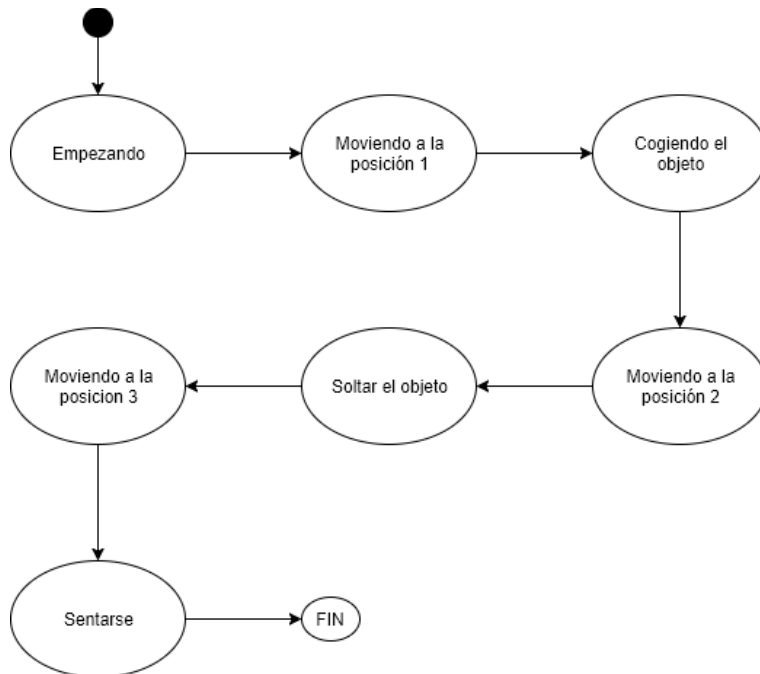 Empezando
Moviendo a la
posición 1
Cogiendo el
objeto
Moviendo a la
posicion 3
Soltar el objeto
Moviendo a la
posición 2
Sentarse
FIN